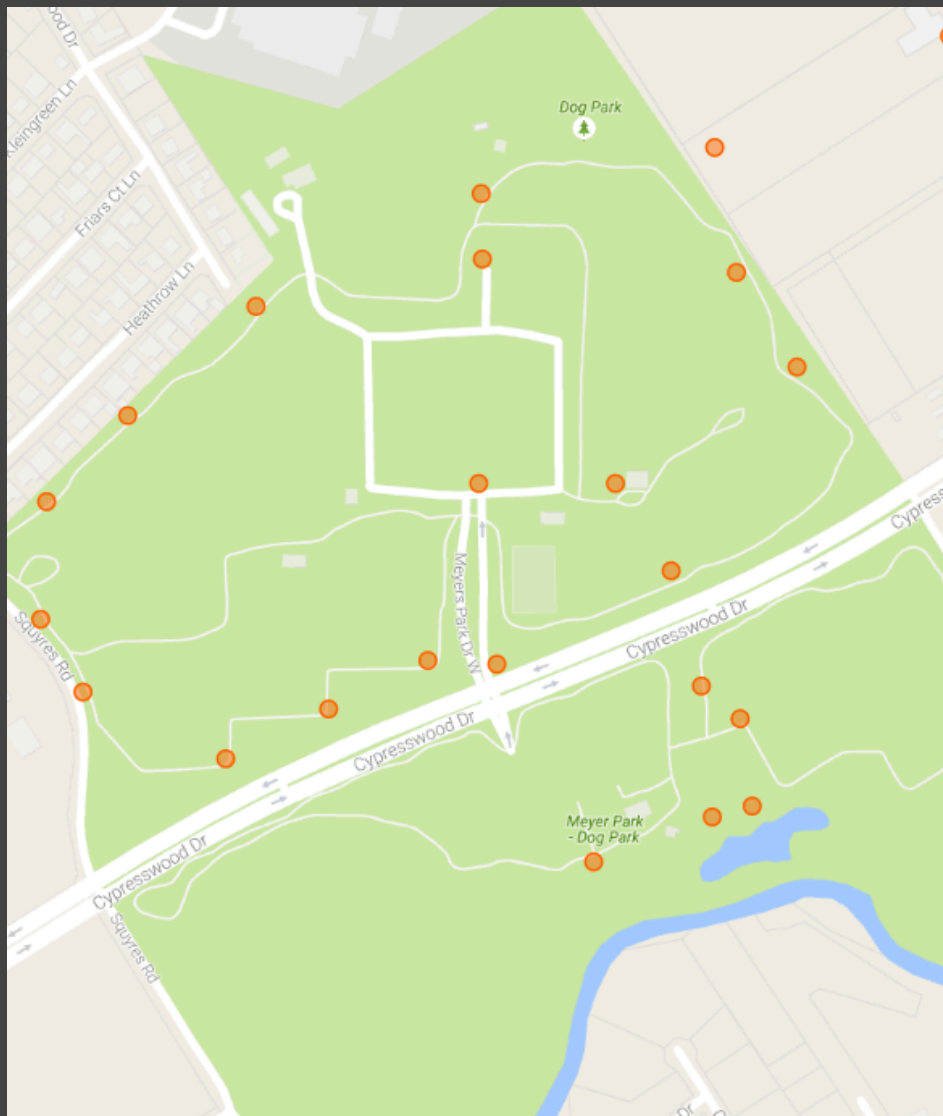 ood Dr
Kleingreen Ln
Dog Park
Friars Ct Ln
Heathrow Ln
Cypress
Meyers Park Dr W
Squyres Rd
Cypresswood Dr
Cypresswood Dr
Meyer Park
- Dog Park
Cypresswood Dr
Squyres Rd
Dr